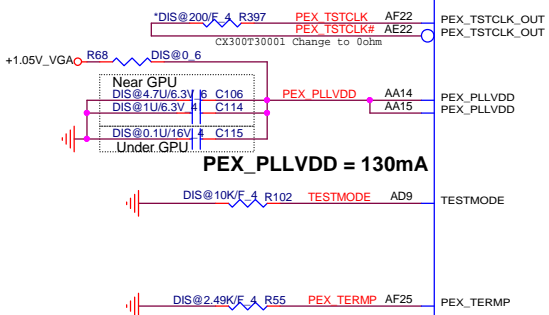 *DIS@200/F_4 R397 PEX_TSTCLK AF22 PEX_TSTCLK_OUT
PEX_TSTCLK# AE22 PEX_TSTCLK_OUT
CX300T30001 Change to 0ohm
+1.05V_VGA R68 DIS@0_6
Near GPU
DIS@4.7U/6.3V_6 C106 PEX_PLLVDD AA14 PEX_PLLVDD
DIS@1U/6.3V_4 C114 AA15 PEX_PLLVDD
DIS@0.1U/16V_4 C115
Under GPU
PEX_PLLVDD = 130mA
DIS@10K/F_4 R102 TESTMODE AD9 TESTMODE
DIS@2.49K/F_4 R55 PEX_TERMP AF25 PEX_TERMP